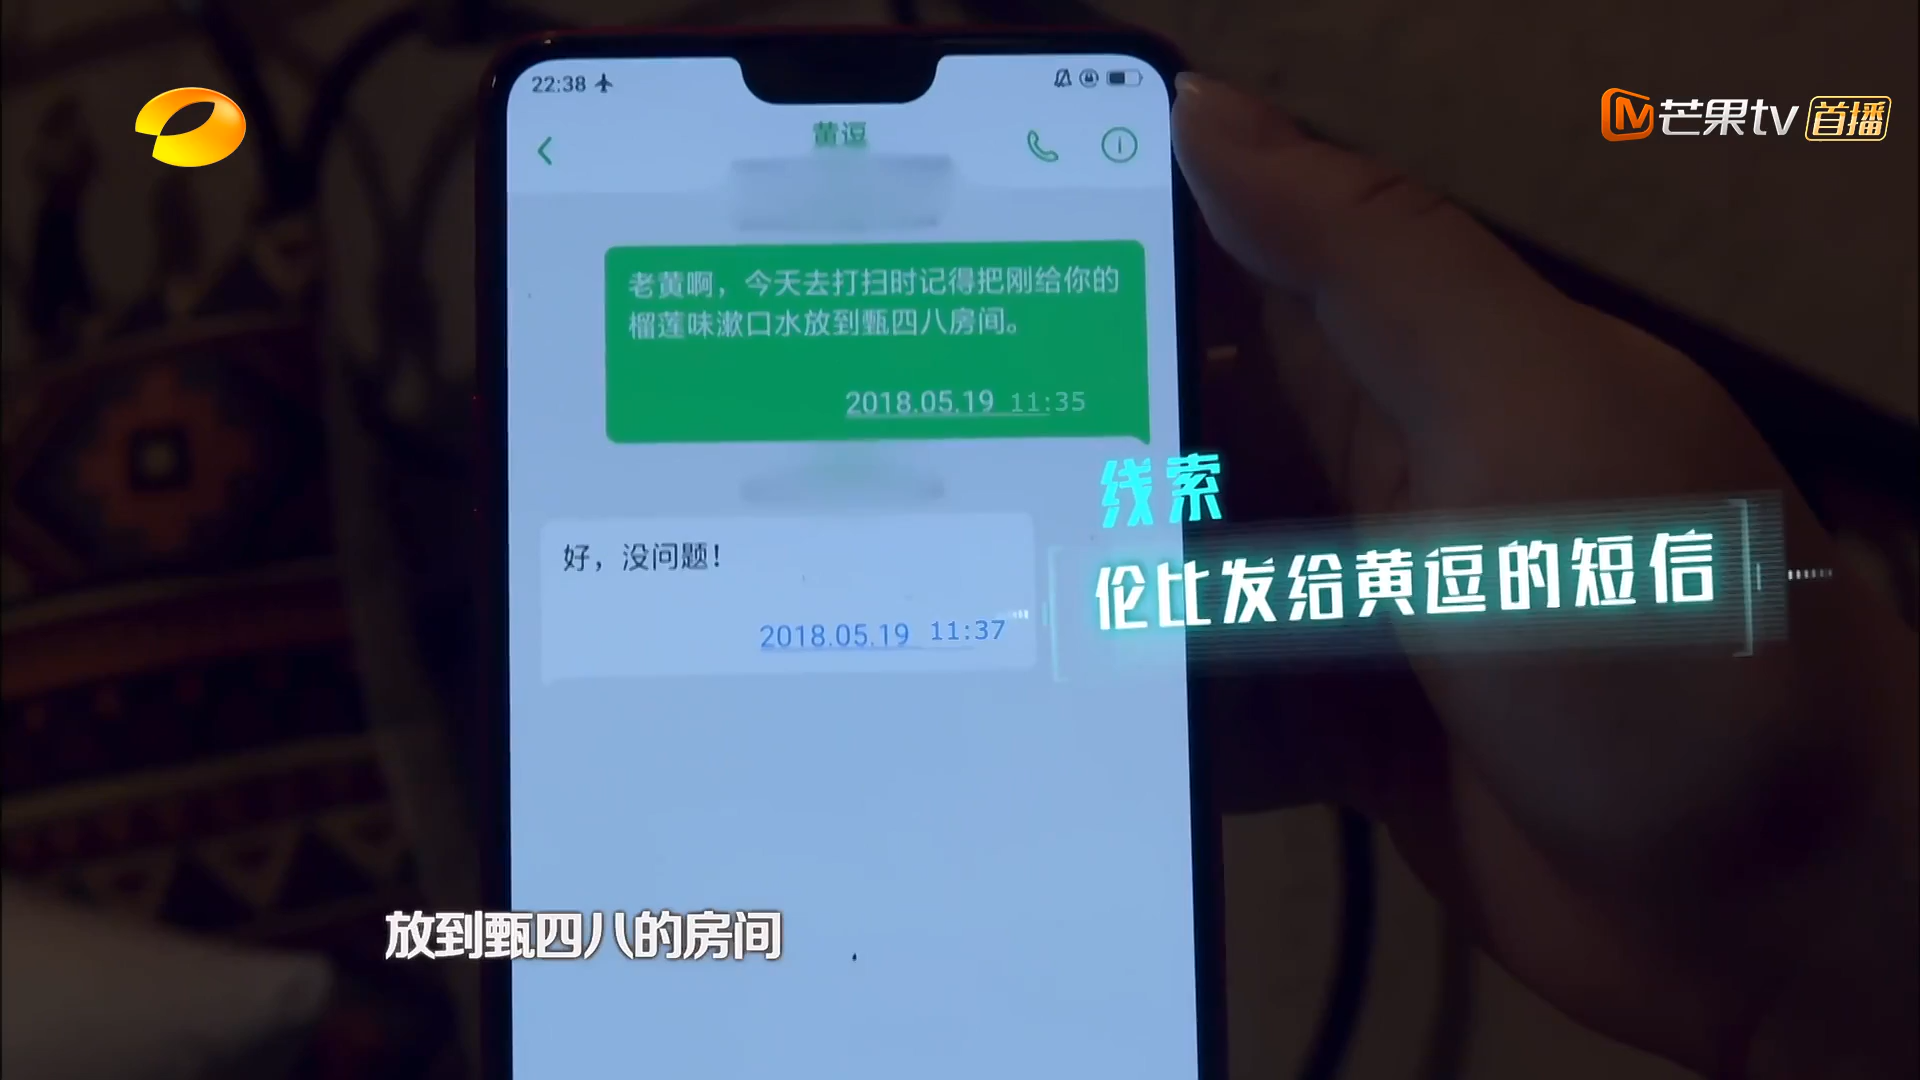 22:38
芒果tv 首播
黄逗
老黄啊，今天去打扫时记得把刚给你的
榴莲味漱口水放到甄四八房间。
2018.05.19 11:35
好，没问题！
2018.05.19 11:37
线索
伦比发给黄逗的短信
放到甄四八的房间